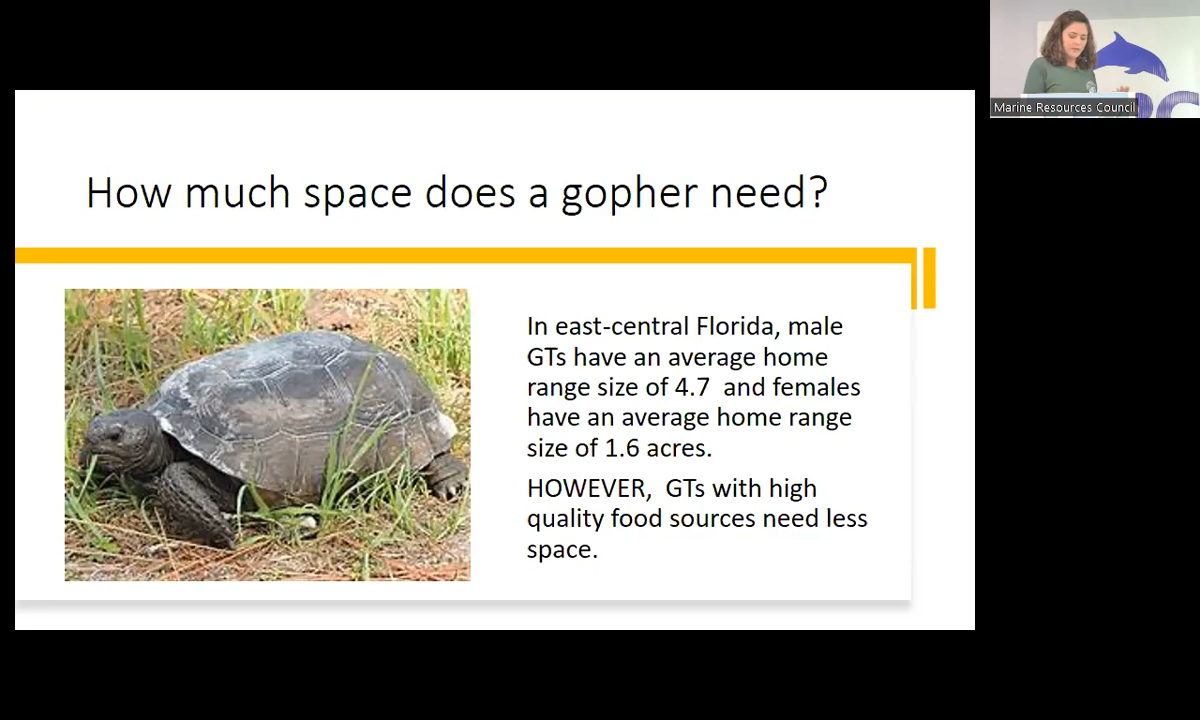 Marine Resources Council
How much space does a gopher need?
In east-central Florida, male
GTs have an average home
range size of 4.7  and females
have an average home range
size of 1.6 acres.
HOWEVER,  GTs with high
quality food sources need less
space.